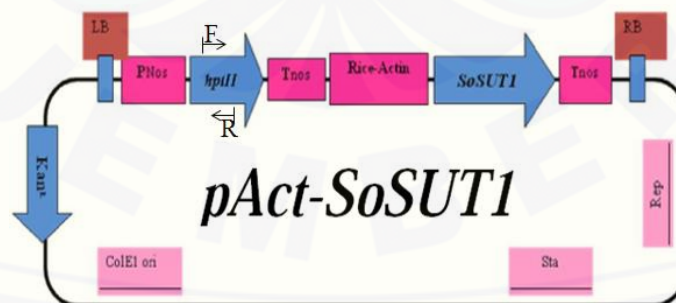 LB
RB
F
PNos
hptII
Tnos
Rice-Actin
SoSUT1
Tnos
R
Kanʳ
pAct-SoSUT1
Rep
ColE1 ori
Sta